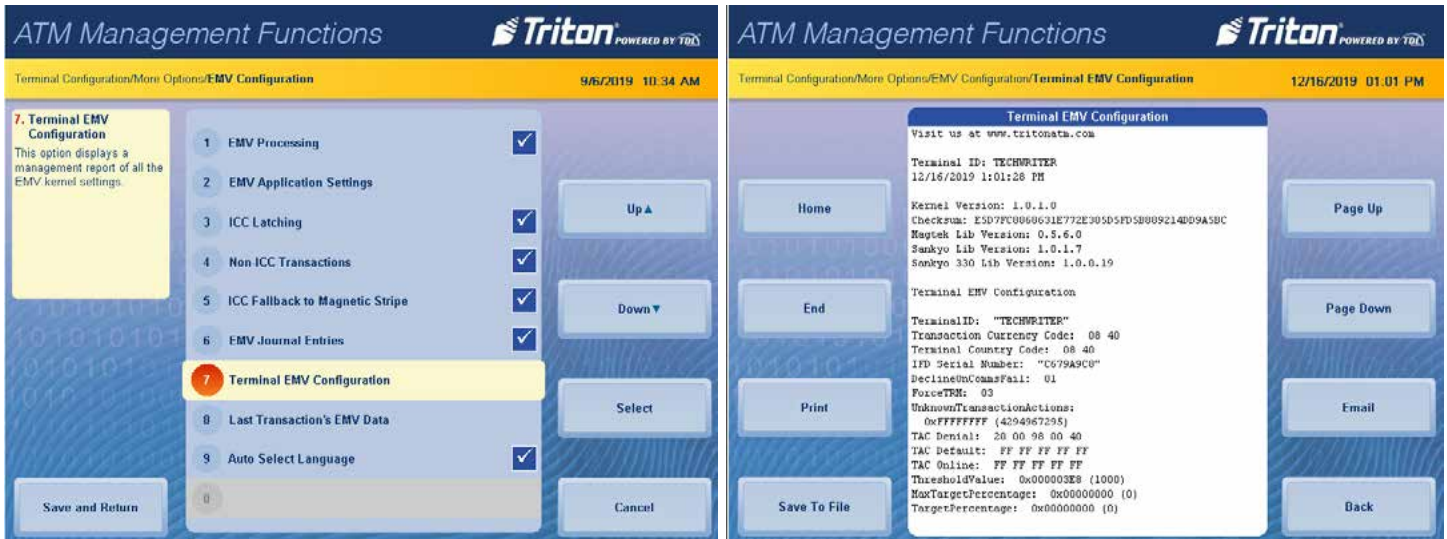 ATM Management Functions
Triton POWERED BY TDL
Terminal Configuration/More Options/EMV Configuration
9/6/2019 10:34 AM
7. Terminal EMV
Configuration
This option displays a
management report of all the
EMV kernel settings.
1 EMV Processing
2 EMV Application Settings
3 ICC Latching
4 Non-ICC Transactions
5 ICC Fallback to Magnetic Stripe
6 EMV Journal Entries
7 Terminal EMV Configuration
8 Last Transaction's EMV Data
9 Auto Select Language
0
Up
Down
Select
Save and Return
Cancel
ATM Management Functions
Triton POWERED BY TDL
Terminal Configuration/More Options/EMV Configuration/Terminal EMV Configuration
12/16/2019 01:01 PM
Home
End
Print
Save To File
Terminal EMV Configuration
Visit us at www.tritonatm.com
Terminal ID: TECHWRITER
12/16/2019 1:01:28 PM
Kernel Version: 1.0.1.0
Checksum:
Magtek Lib Version: 0.5.6.0
Sankyo Lib Version: 1.0.1.7
Sankyo 330 Lib Version: 1.0.0.19
Terminal EMV Configuration
TerminalID: "TECHWRITER"
Transaction Currency Code: 08 40
Terminal Country Code: 08 40
IFD Serial Number: "C679A9C8"
DeclineOnCommsFail: 01
ForceTRM: 03
UnknownTransactionActions:
0xFFFFFFFF (4294967295)
TAC Denial: 20 00 98 00 40
TAC Default: FF FF FF FF FF
TAC Online: FF FF FF FF FF
ThresholdValue: 0x000003E8 (1000)
MaxTargetPercentage: 0x00000000 (0)
TargetPercentage: 0x00000000 (0)
Page Up
Page Down
Email
Back